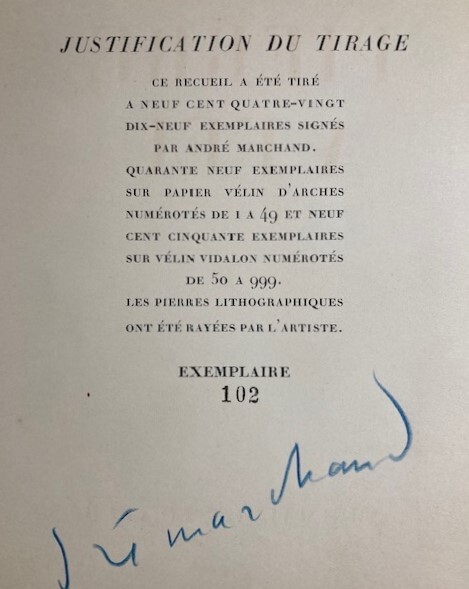 JUSTIFICATION DU TIRAGE
CE RECUEIL A ÉTÉ TIRÉ
A NEUF CENT QUATRE-VINGT
DIX-NEUF EXEMPLAIRES SIGNÉS
PAR ANDRÉ MARCHAND.
QUARANTE NEUF EXEMPLAIRES
SUR PAPIER VÉLIN D'ARCHES
NUMÉROTÉS DE 1 A 49 ET NEUF
CENT CINQUANTE EXEMPLAIRES
SUR VÉLIN VIDALON NUMÉROTÉS
DE 50 A 999.
LES PIERRES LITHOGRAPHIQUES
ONT ÉTÉ RAYÉES PAR L'ARTISTE.
EXEMPLAIRE
102
marchand